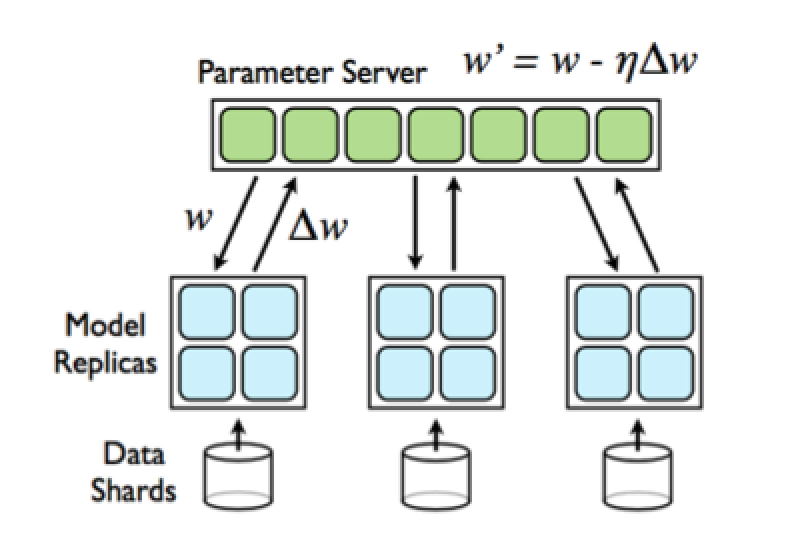 Parameter Server
w’ = w - ηΔw
w
Δw
Model
Replicas
Data
Shards